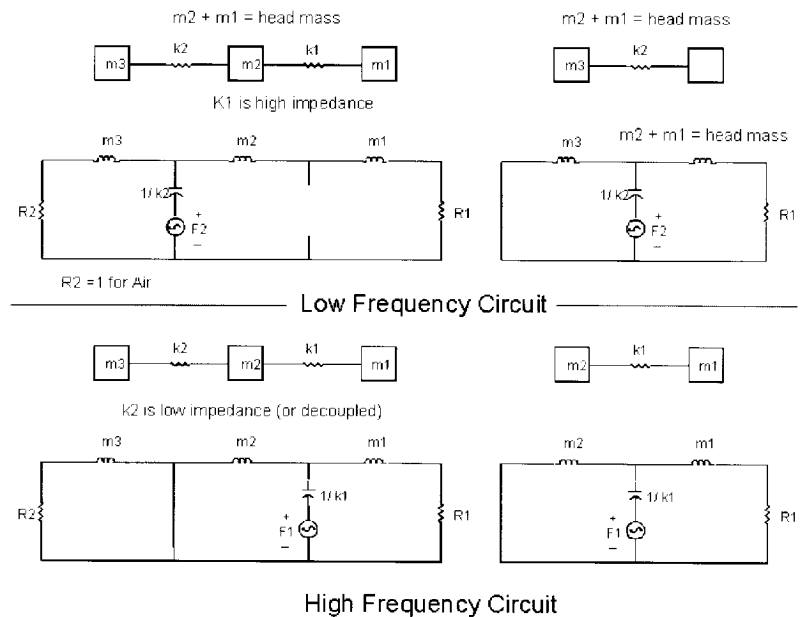 m2 + m1 = head mass
m2 + m1 = head mass
k2
k1
k2
m3
m2
m1
m3
K1 is high impedance
m3
m2
m1
m3
m2 + m1 = head mass
1/k2
1/k2
R2
+
F2
–
R1
+
F2
–
R1
R2 =1 for Air
Low Frequency Circuit
k2
k1
k1
m3
m2
m1
m2
m1
k2 is low impedance (or decoupled)
m3
m2
m1
m2
m1
1/k1
1/k1
R2
+
F1
–
R1
+
F1
–
R1
High Frequency Circuit